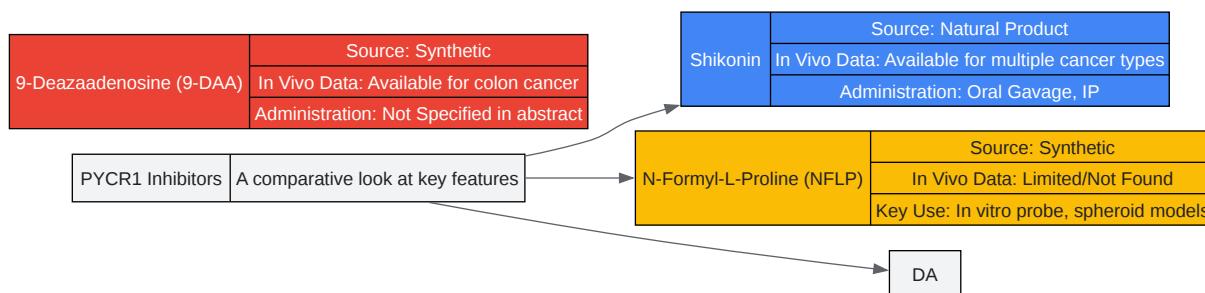 9-Deazaadenosine (9-DAA)
Source: Synthetic
In Vivo Data: Available for colon cancer
Administration: Not Specified in abstract
Shikonin
Source: Natural Product
In Vivo Data: Available for multiple cancer types
Administration: Oral Gavage, IP
PYCR1 Inhibitors
A comparative look at key features
N-Formyl-L-Proline (NFLP)
Source: Synthetic
In Vivo Data: Limited/Not Found
Key Use: In vitro probe, spheroid models
DA